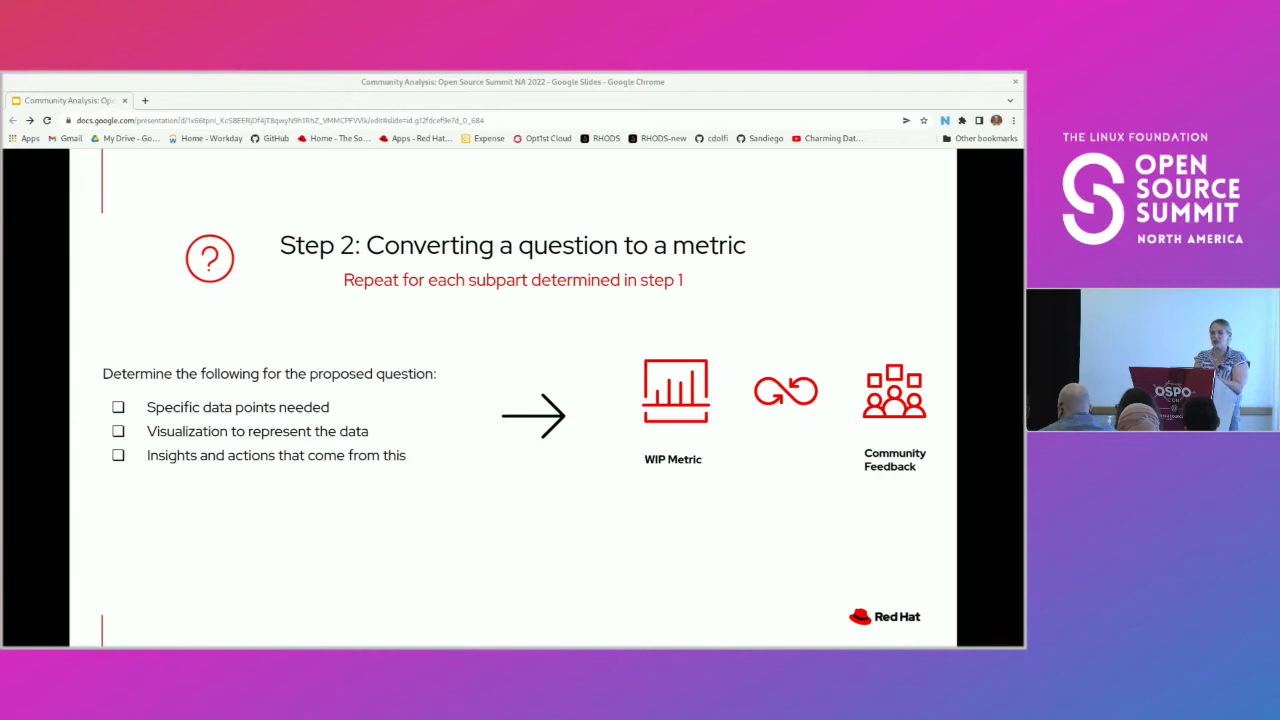 Community Analysis: Open Source Summit NA 2022 - Google Slides - Google Chrome
Community Analysis: Ope
Apps
Gmail
My Drive - Go...
Home - Workday
GitHub
Home - The So...
Apps - Red Hat...
Expense
Opt1st Cloud
RHODS
RHODS-new
cdolfi
Sandiego
Charming Dat...
Other bookmarks
Step 2: Converting a question to a metric
Repeat for each subpart determined in step 1
Determine the following for the proposed question:
Specific data points needed
Visualization to represent the data
Insights and actions that come from this
WIP Metric
Community
Feedback
Red Hat
THE LINUX FOUNDATION
OPEN
SOURCE
SUMMIT
NORTH AMERICA
OSPO
CON